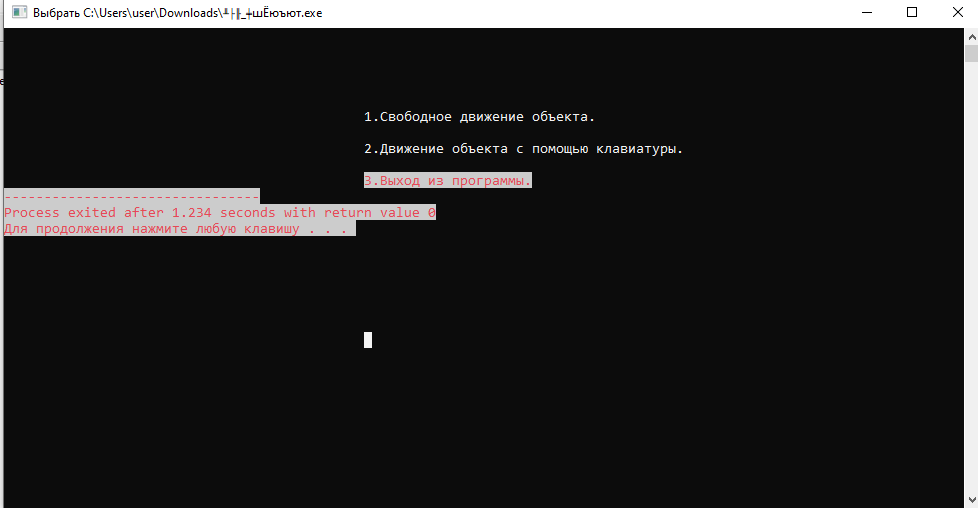 Выбрать C:\Users\user\Downloads\╨├╟_╪шЁюъют.exe
1.Свободное движение объекта.
2.Движение объекта с помощью клавиатуры.
3.Выход из программы.
--------------------------------
Process exited after 1.234 seconds with return value 0
Для продолжения нажмите любую клавишу . . .